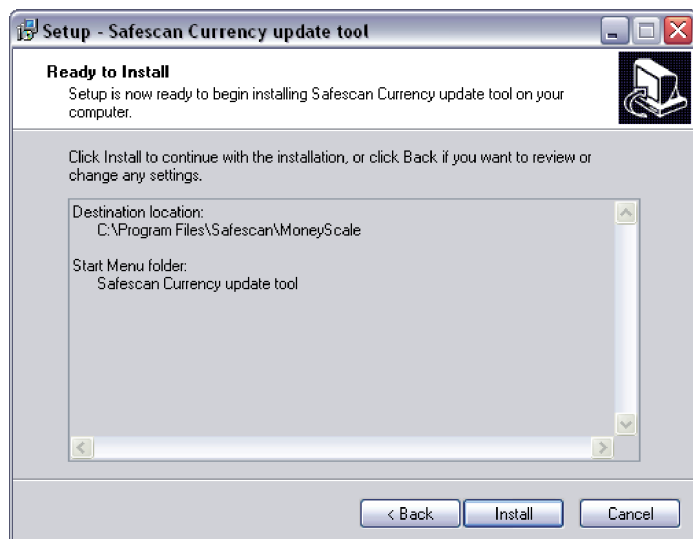 Setup - Safescan Currency update tool
Ready to Install
Setup is now ready to begin installing Safescan Currency update tool on your
computer.
Click Install to continue with the installation, or click Back if you want to review or
change any settings.
Destination location:
C:\Program Files\Safescan\MoneyScale
Start Menu folder:
Safescan Currency update tool
< Back
Install
Cancel